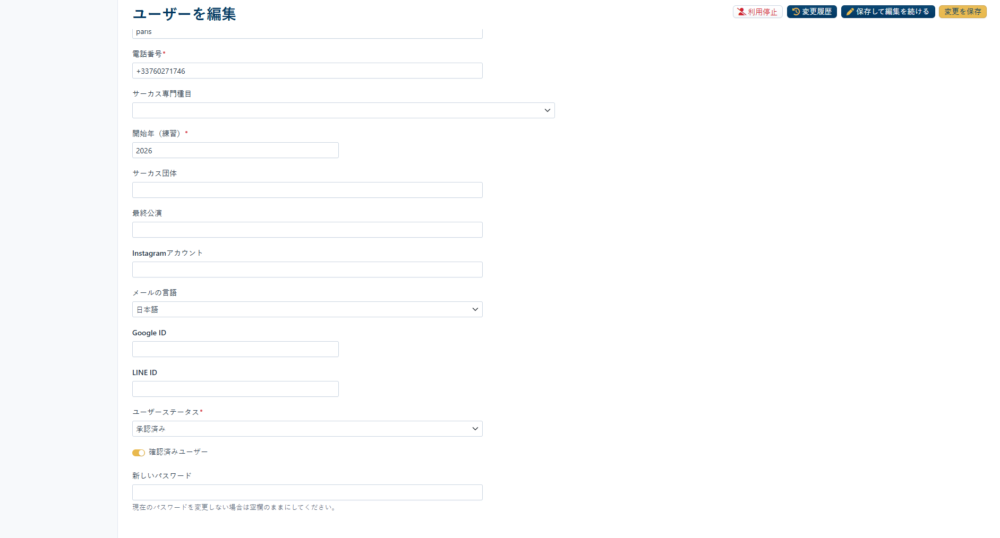 ユーザーを編集
利用停止
変更履歴
保存して編集を続ける
変更を保存
paris
電話番号*
+33760271746
サーカス専門種目
開始年（練習）*
2026
サーカス団体
最終公演
Instagramアカウント
メールの言語
日本語
Google ID
LINE ID
ユーザーステータス*
承認済み
確認済みユーザー
新しいパスワード
現在のパスワードを変更しない場合は空欄のままにしてください。